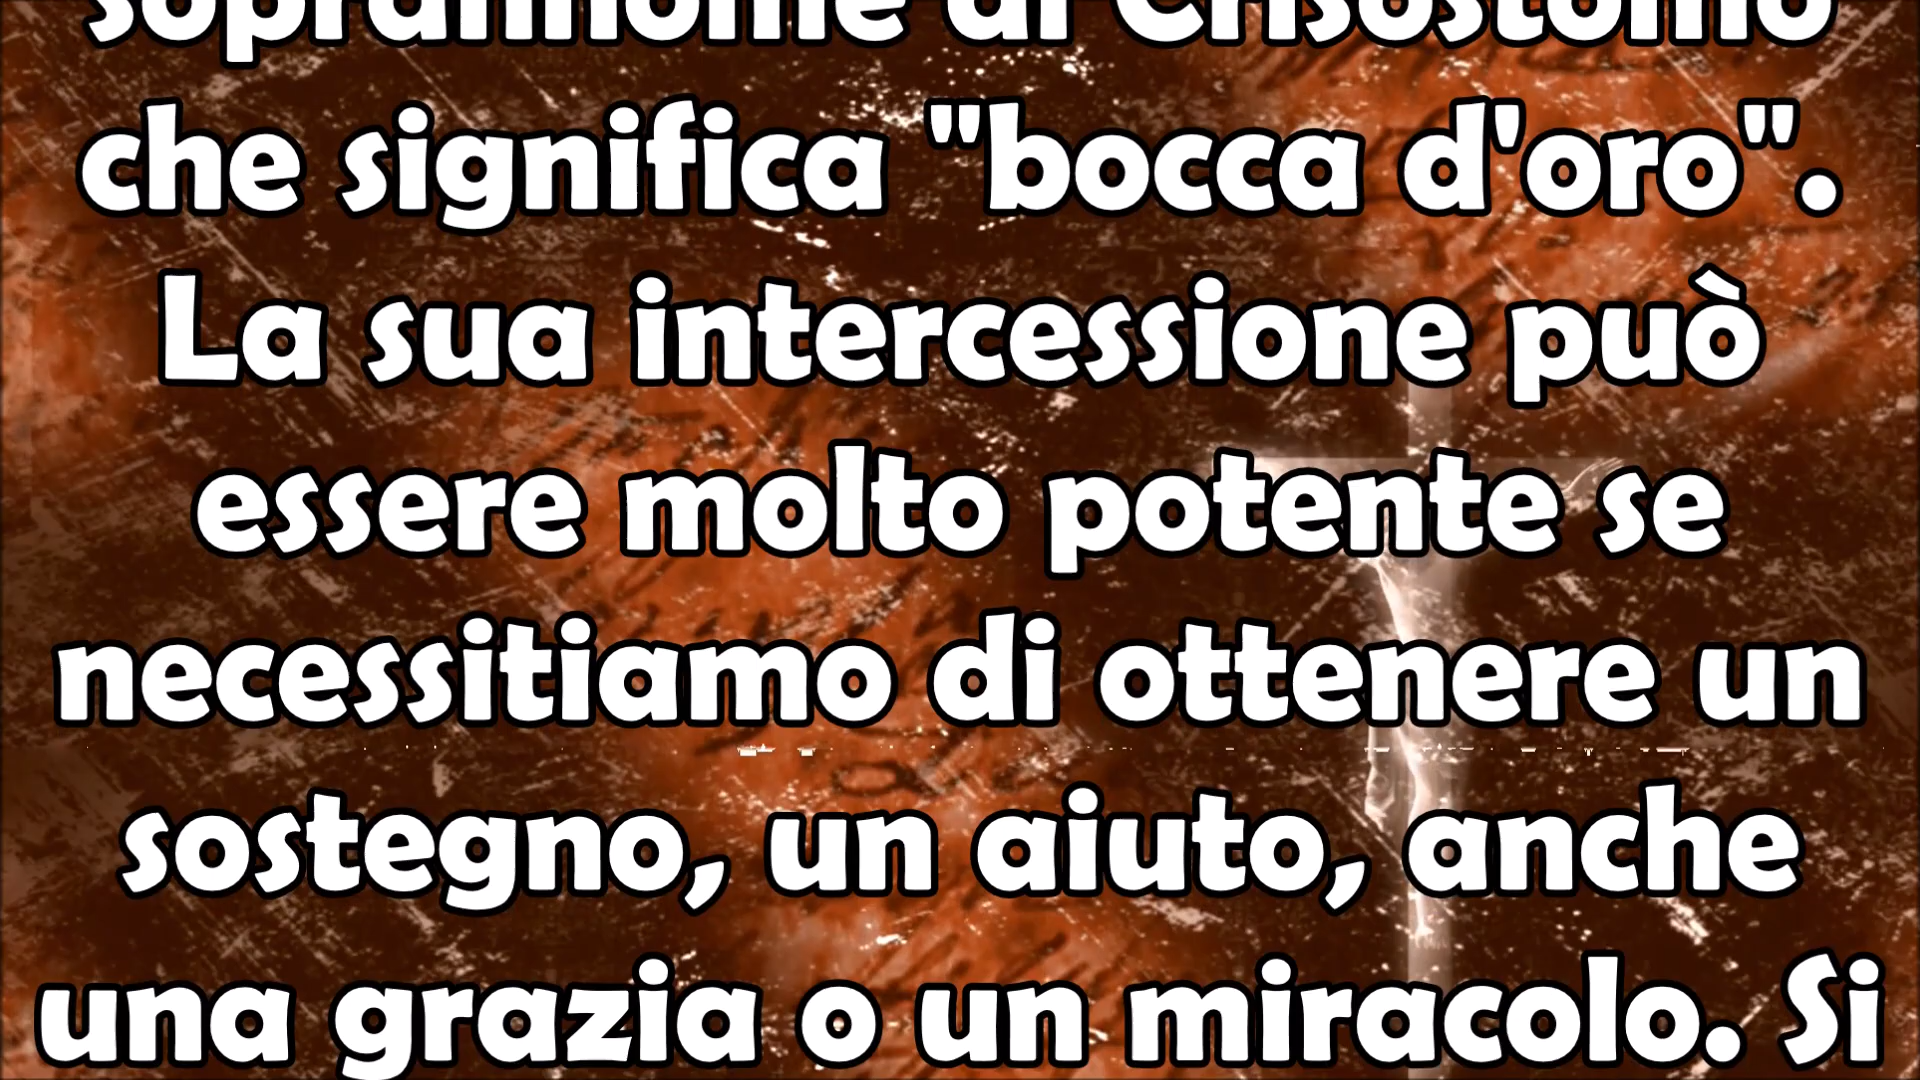 soprannome di Crisostomo
che significa "bocca d'oro".
La sua intercessione può
essere molto potente se
necessitiamo di ottenere un
sostegno, un aiuto, anche
una grazia o un miracolo. Si